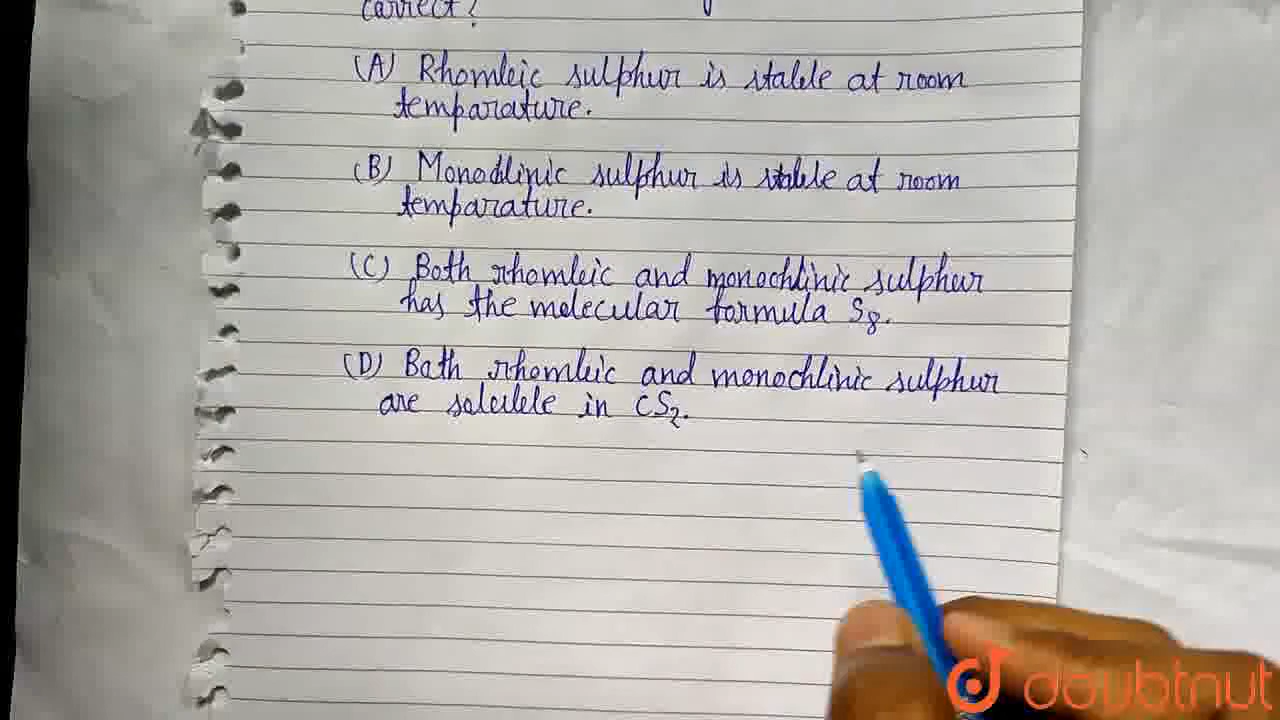 correct?
(A) Rhombic sulphur is stable at room
temparature.
(B) Monoclinic sulphur is stable at room
temparature.
(C) Both rhombic and monochlinic sulphur
has the molecular formula S₈.
(D) Both rhombic and monochlinic sulphur
are soluble in CS₂.
doubtnut